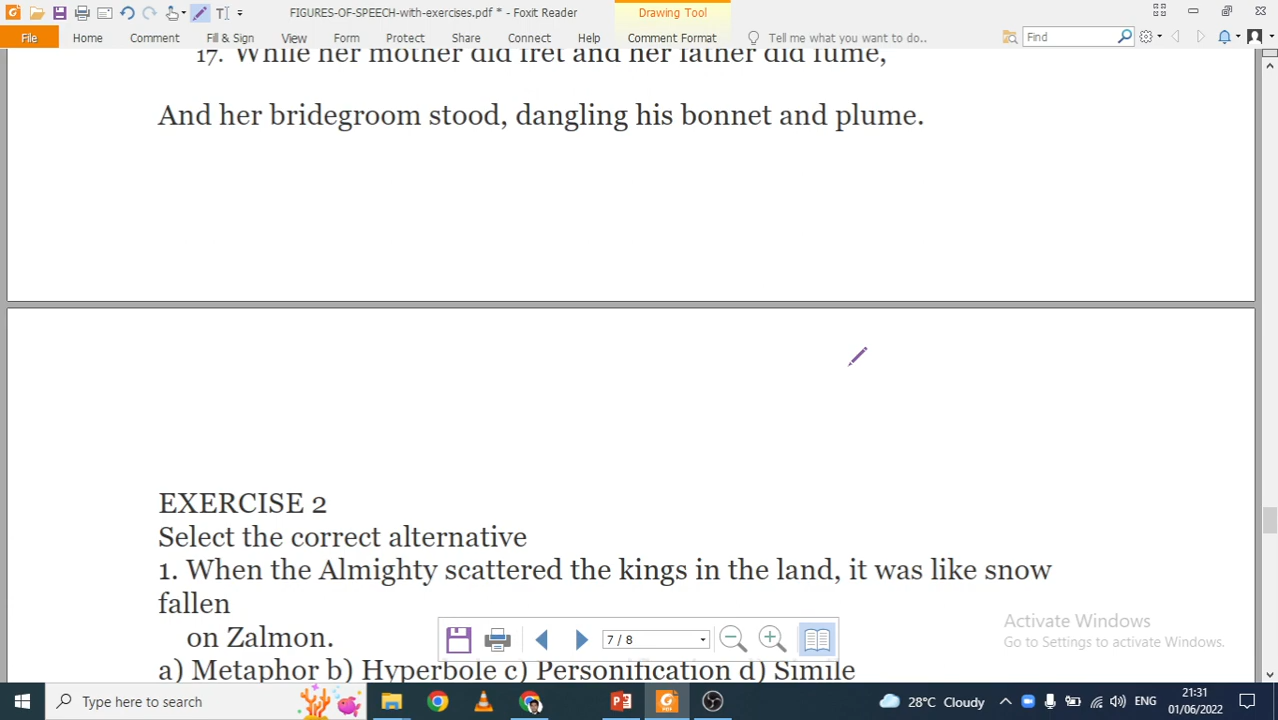 FIGURES-OF-SPEECH-with-exercises.pdf * - Foxit Reader
Drawing Tool
File Home Comment View Form Protect Share Connect Help Comment Format Tell me what you want to do.. Find
Fill & Sign
17. While her mother did fret and her father did fume,
And her bridegroom stood, dangling his bonnet and plume.
EXERCISE 2
Select the correct alternative
1. When the Almighty scattered the kings in the land, it was like snow
fallen
on Zalmon.
a) Metaphor b) Hyperbole c) Personification d) Simile
7 / 8
Activate Windows
Go to Settings to activate Windows.
Type here to search
28°C Cloudy
ENG
21:31
01/06/2022